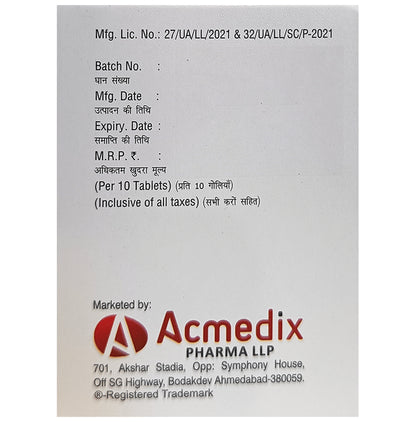 Mfg. Lic. No.: 27/UA/LL/2021 & 32/UA/LL/SC/P-2021
Batch No. :
घान संख्या
Mfg. Date :
उत्पादन की तिथि
Expiry. Date :
समाप्ति की तिथि
M.R.P. ₹. :
अधिकतम खुदरा मूल्य
(Per 10 Tablets) (प्रति 10 गोलियाँ)
(Inclusive of all taxes) (सभी करों सहित)
Marketed by:
Acmedix
PHARMA LLP
701, Akshar Stadia, Opp: Symphony House,
Off SG Highway, Bodakdev Ahmedabad-380059.
®-Registered Trademark